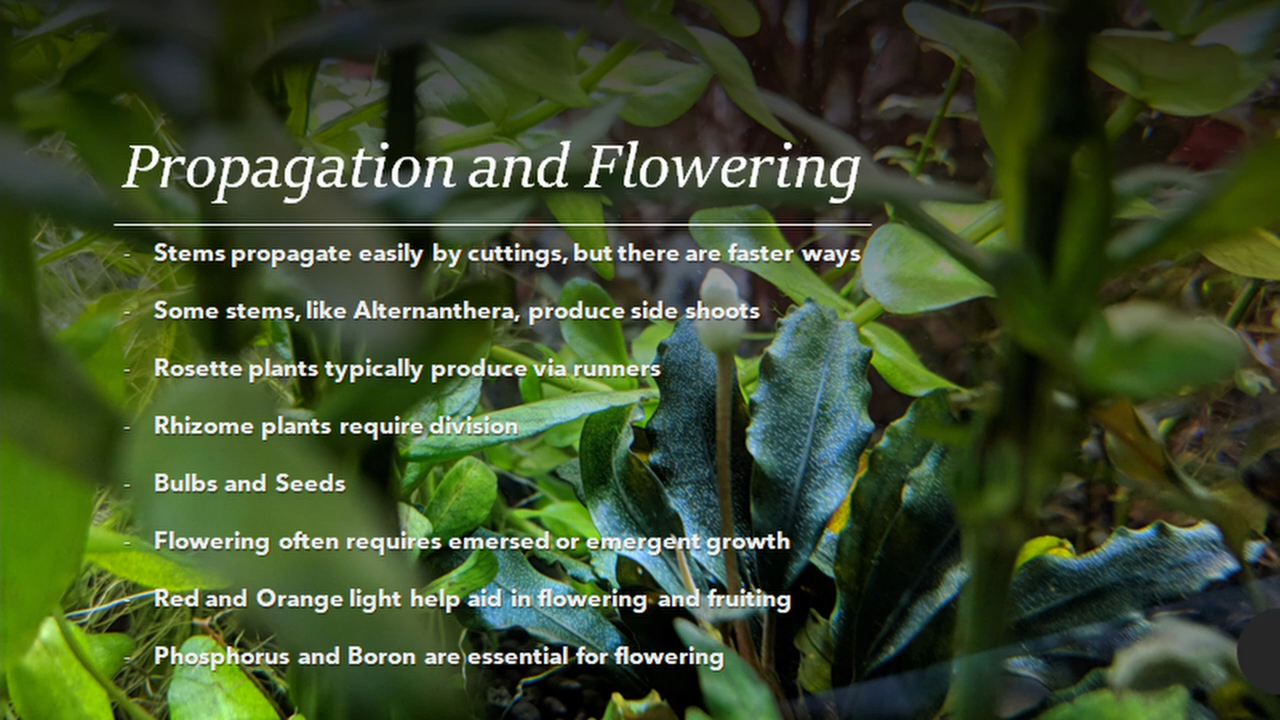 Propagation and Flowering
- Stems propagate easily by cuttings, but there are faster ways
- Some stems, like Alternanthera, produce side shoots
- Rosette plants typically produce via runners
- Rhizome plants require division
- Bulbs and Seeds
- Flowering often requires emersed or emergent growth
- Red and Orange light help aid in flowering and fruiting
- Phosphorus and Boron are essential for flowering